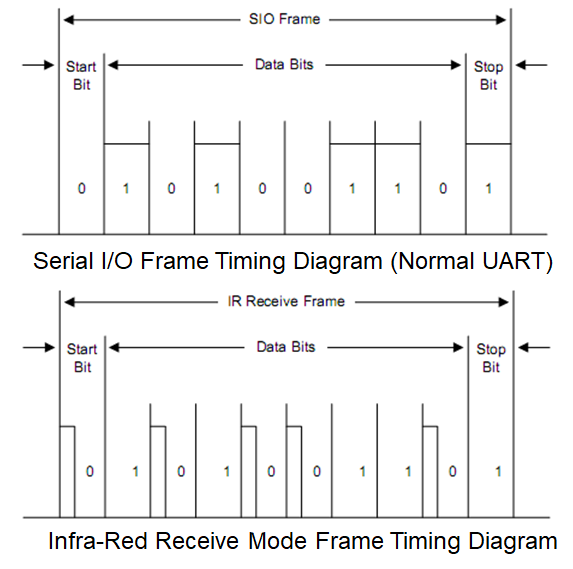 SIO Frame
Start Bit
Data Bits
Stop Bit
0 1 0 1 0 0 1 1 0 1
Serial I/O Frame Timing Diagram (Normal UART)
IR Receive Frame
Start Bit
Data Bits
Stop Bit
0 1 0 1 0 0 1 1 0 1
Infra-Red Receive Mode Frame Timing Diagram